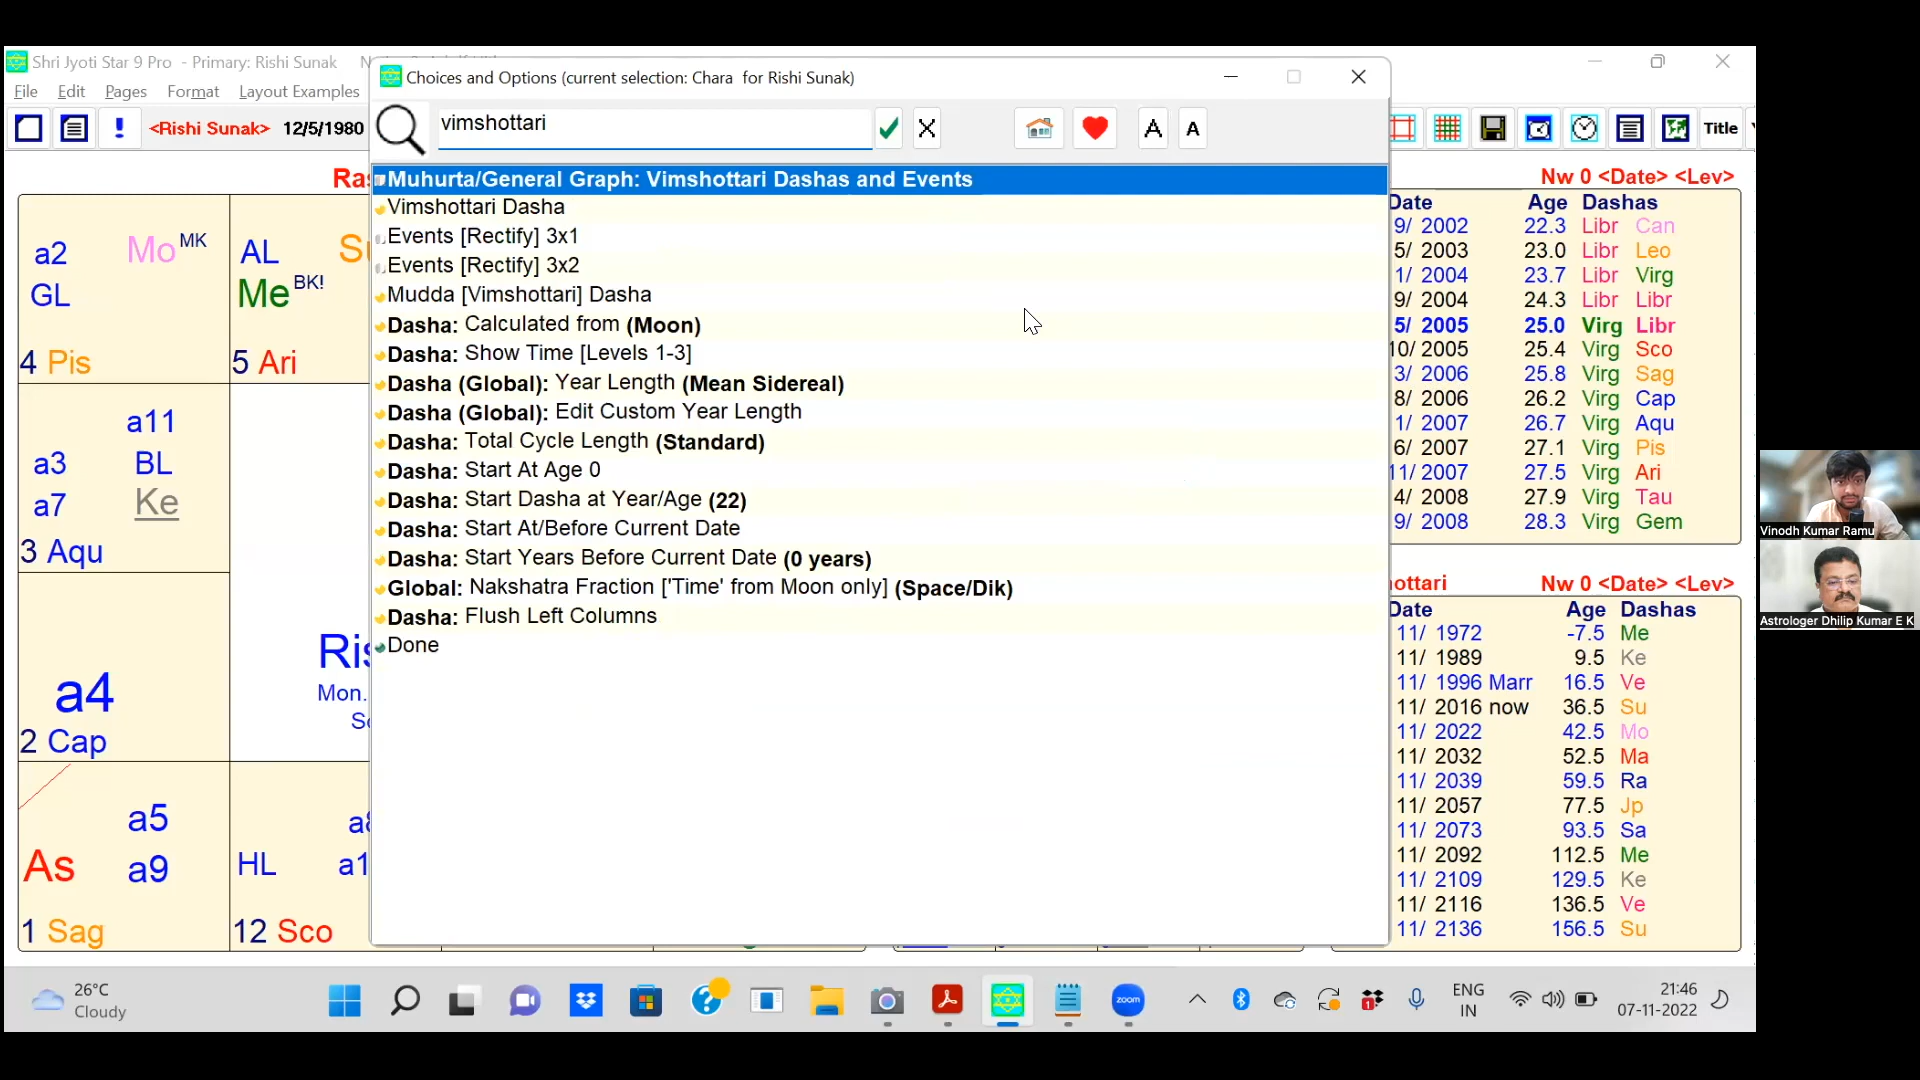 Shri Jyoti Star 9 Pro - Primary: Rishi Sunak
Choices and Options (current selection: Chara for Rishi Sunak)
File Edit Pages Format Layout Examples
<Rishi Sunak> 12/5/1980
vimshottari
A A
Title
Muhurta/General Graph: Vimshottari Dashas and Events
Vimshottari Dasha
Events [Rectify] 3x1
Events [Rectify] 3x2
Mudda [Vimshottari] Dasha
Dasha: Calculated from (Moon)
Dasha: Show Time [Levels 1-3]
Dasha (Global): Year Length (Mean Sidereal)
Dasha (Global): Edit Custom Year Length
Dasha: Total Cycle Length (Standard)
Dasha: Start At Age 0
Dasha: Start Dasha at Year/Age (22)
Dasha: Start At/Before Current Date
Dasha: Start Years Before Current Date (0 years)
Global: Nakshatra Fraction ['Time' from Moon only] (Space/Dik)
Dasha: Flush Left Columns
Done
a2 Mo MK
GL
4 Pis
AL
Me BK!
5 Ari
a11
a3 BL
a7 Ke
3 Aqu
a4
2 Cap
a5
As a9
1 Sag
HL
12 Sco
Mon.
Nw 0 <Date> <Lev>
Date Age Dashas
9/ 2002 22.3 Libr Can
5/ 2003 23.0 Libr Leo
1/ 2004 23.7 Libr Virg
9/ 2004 24.3 Libr Libr
5/ 2005 25.0 Virg Libr
10/ 2005 25.4 Virg Sco
3/ 2006 25.8 Virg Sag
8/ 2006 26.2 Virg Cap
1/ 2007 26.7 Virg Aqu
6/ 2007 27.1 Virg Pis
11/ 2007 27.5 Virg Ari
4/ 2008 27.9 Virg Tau
9/ 2008 28.3 Virg Gem
ottari Nw 0 <Date> <Lev>
Date Age Dashas
11/ 1972 -7.5 Me
11/ 1989 9.5 Ke
11/ 1996 Marr 16.5 Ve
11/ 2016 now 36.5 Su
11/ 2022 42.5 Mo
11/ 2032 52.5 Ma
11/ 2039 59.5 Ra
11/ 2057 77.5 Jp
11/ 2073 93.5 Sa
11/ 2092 112.5 Me
11/ 2109 129.5 Ke
11/ 2116 136.5 Ve
11/ 2136 156.5 Su
Vinodh Kumar Ramu
Astrologer Dhilip Kumar E K
26°C
Cloudy
zoom
1
ENG
IN
21:46
07-11-2022